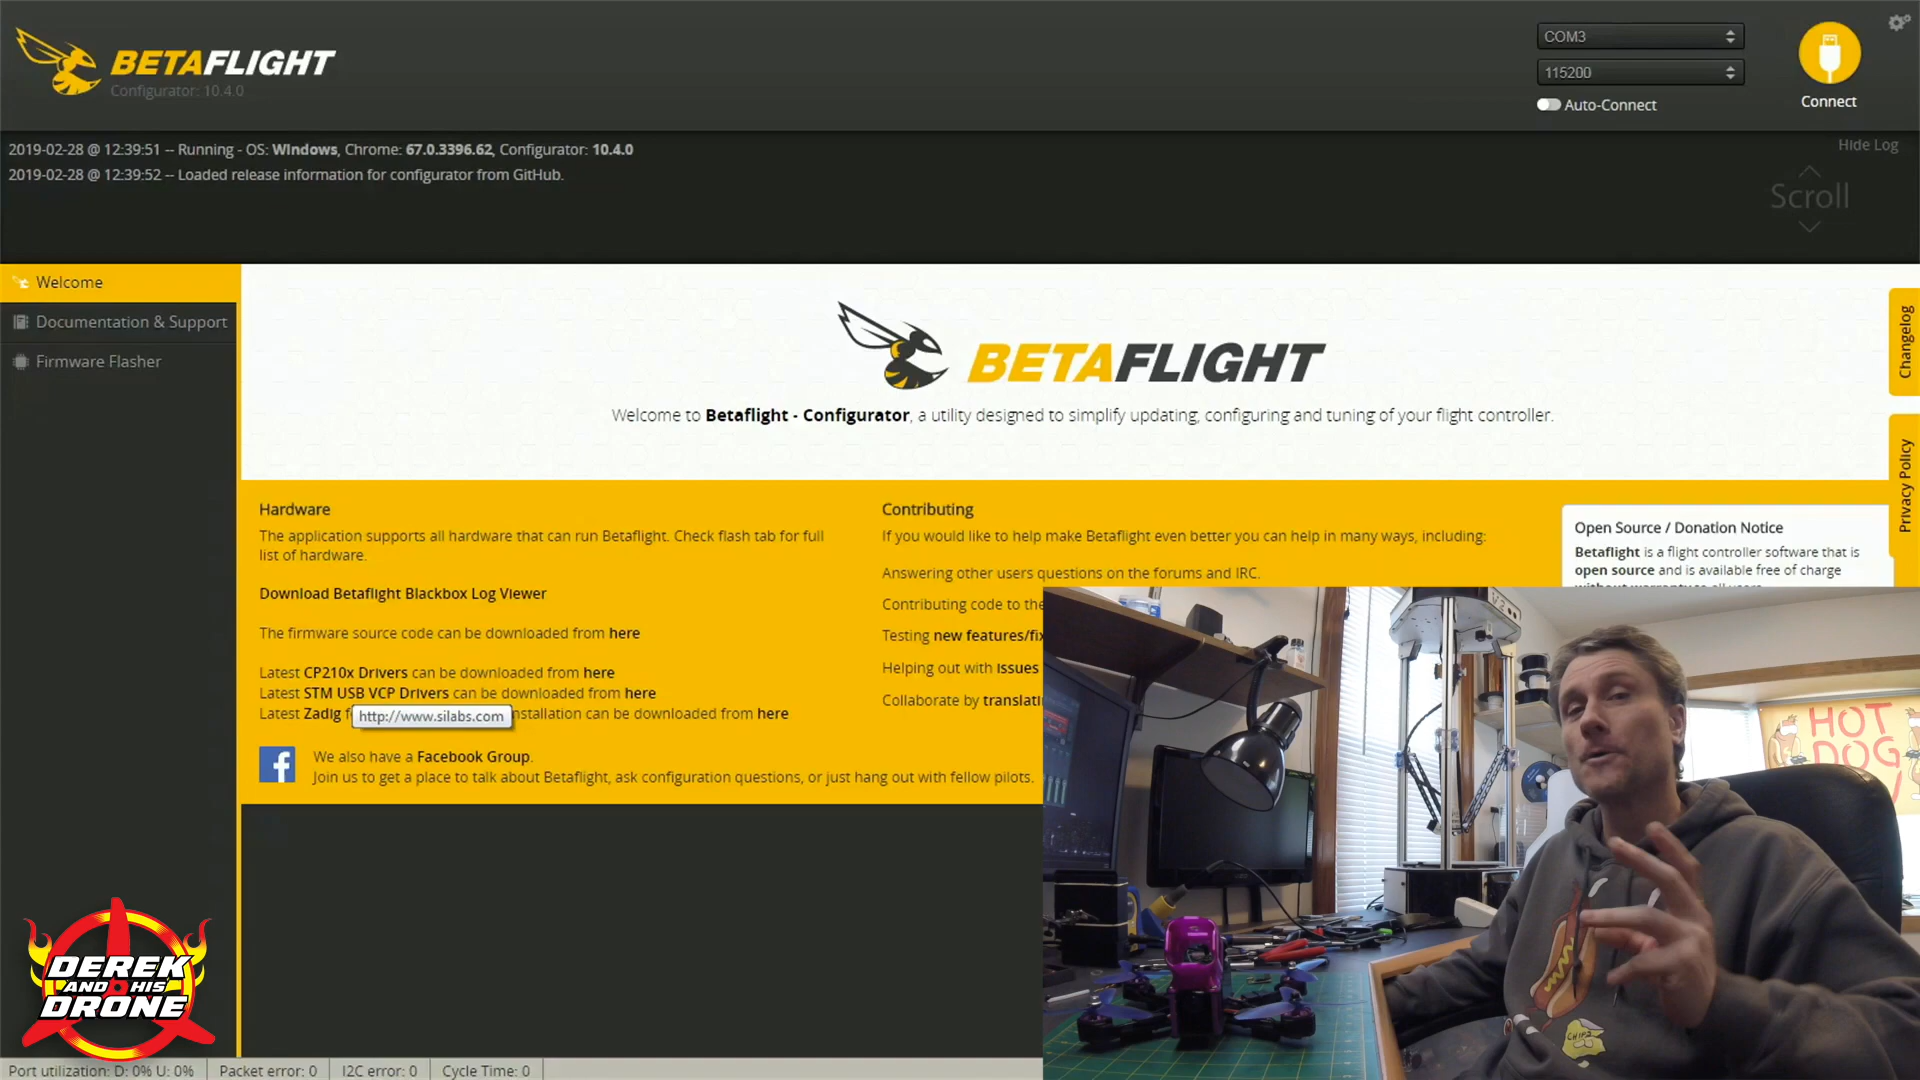 BETAFLIGHT
Configurator: 10.4.0
COM3
115200
Auto-Connect
Connect
2019-02-28 @ 12:39:51 -- Running - OS: Windows, Chrome: 67.0.3396.62, Configurator: 10.4.0
2019-02-28 @ 12:39:52 -- Loaded release information for configurator from GitHub.
Hide Log
Scroll
Welcome
Documentation & Support
Firmware Flasher
BETAFLIGHT
Welcome to Betaflight - Configurator, a utility designed to simplify updating, configuring and tuning of your flight controller.
Changelog
Privacy Policy
Hardware
The application supports all hardware that can run Betaflight. Check flash tab for full
list of hardware.
Download Betaflight Blackbox Log Viewer
The firmware source code can be downloaded from here
Latest CP210x Drivers can be downloaded from here
Latest STM USB VCP Drivers can be downloaded from here
Latest Zadig f
http://www.silabs.com
nstallation can be downloaded from here
We also have a Facebook Group.
Join us to get a place to talk about Betaflight, ask configuration questions, or just hang out with fellow pilots.
Contributing
If you would like to help make Betaflight even better you can help in many ways, including:
Answering other users questions on the forums and IRC.
Contributing code to the
Testing new features/fix
Helping out with issues
Collaborate by translati
Open Source / Donation Notice
Betaflight is a flight controller software that is
open source and is available free of charge
without warranty to all users
V2
HOT
DOG
CHIPS
DEREK
AND HIS
DRONE
Port utilization: D: 0% U: 0%
Packet error: 0
I2C error: 0
Cycle Time: 0